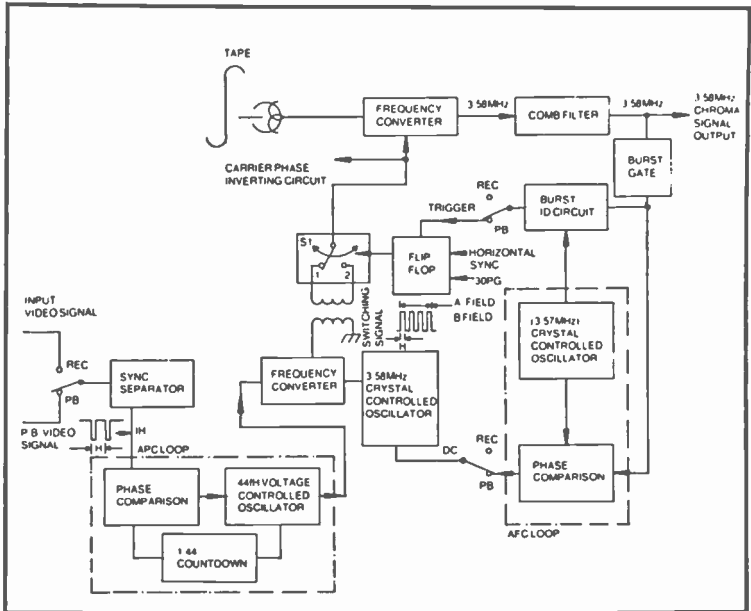 TAPE
FREQUENCY
CONVERTER
3.58MHz
COMB FILTER
3.58MHz
3.58MHz
CHROMA
SIGNAL
OUTPUT
BURST
GATE
CARRIER PHASE
INVERTING CIRCUIT
REC
TRIGGER
PB
BURST
ID CIRCUIT
S1
1 2
FLIP
FLOP
HORIZONTAL
SYNC
30PG
SWITCHING
SIGNAL
A FIELD
B FIELD
H
(3.57MHz)
CRYSTAL
CONTROLLED
OSCILLATOR
INPUT
VIDEO SIGNAL
REC
PB
SYNC
SEPARATOR
FREQUENCY
CONVERTER
3.58MHz
CRYSTAL
CONTROLLED
OSCILLATOR
P.B. VIDEO
SIGNAL
H
IH
APC LOOP
DC
REC
PB
PHASE
COMPARISON
AFC LOOP
PHASE
COMPARISON
44fH VOLTAGE
CONTROLLED
OSCILLATOR
1:44
COUNTDOWN